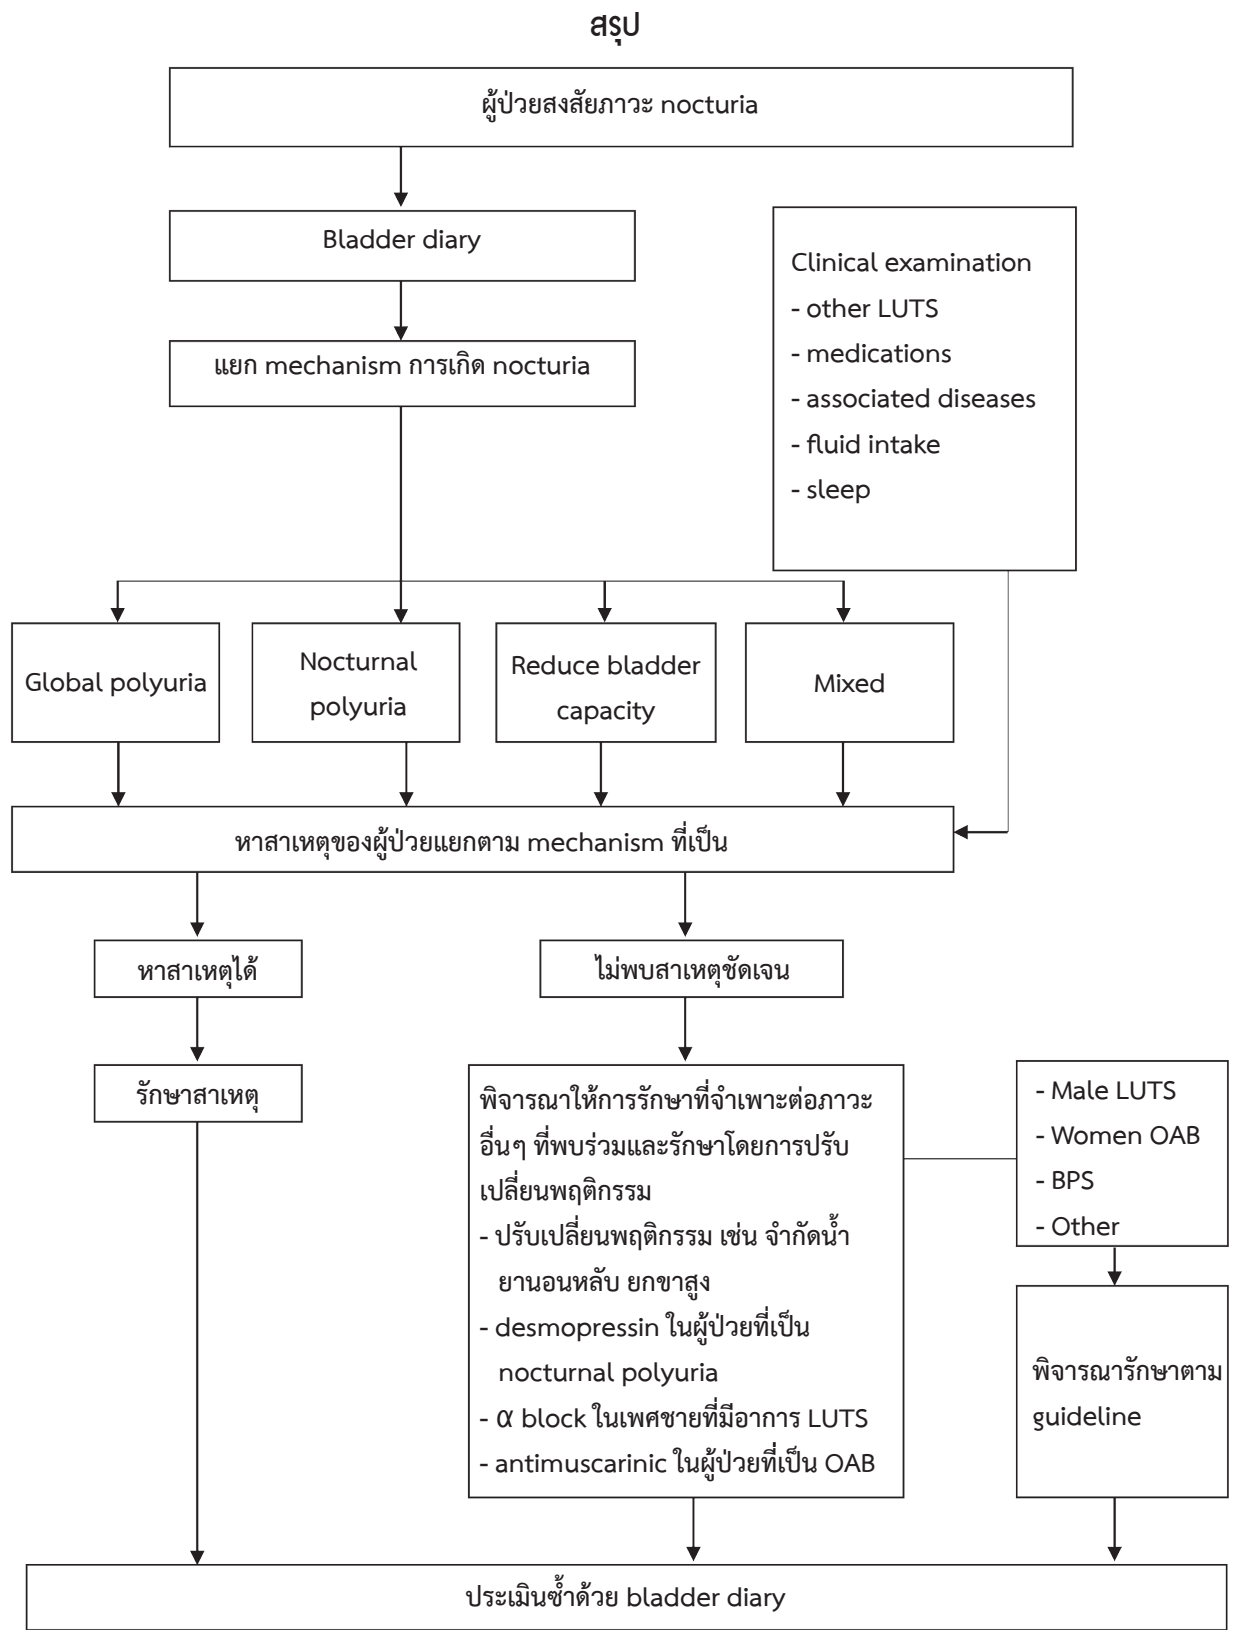 สรุป
ผู้ป่วยสงสัยภาวะ nocturia
Bladder diary
แยก mechanism การเกิด nocturia
Clinical examination
- other LUTS
- medications
- associated diseases
- fluid intake
- sleep
Global polyuria
Nocturnal
polyuria
Reduce bladder
capacity
Mixed
หาสาเหตุของผู้ป่วยแยกตาม mechanism ที่เป็น
หาสาเหตุได้
ไม่พบสาเหตุชัดเจน
รักษาสาเหตุ
พิจารณาให้การรักษาที่จำเพาะต่อภาวะ
อื่นๆ ที่พบร่วมและรักษาโดยการปรับ
เปลี่ยนพฤติกรรม
- ปรับเปลี่ยนพฤติกรรม เช่น จำกัดน้ำ
ยานอนหลับ ยกขาสูง
- desmopressin ในผู้ป่วยที่เป็น
nocturnal polyuria
- α block ในเพศชายที่มีอาการ LUTS
- antimuscarinic ในผู้ป่วยที่เป็น OAB
- Male LUTS
- Women OAB
- BPS
- Other
พิจารณารักษาตาม
guideline
ประเมินซ้ำด้วย bladder diary